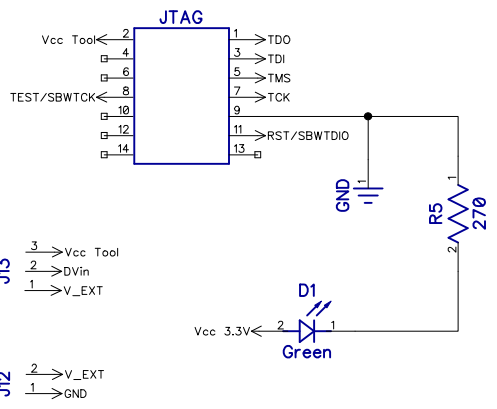 JTAG
Vcc Tool 2 1 TDO
4 3 TDI
6 5 TMS
TEST/SBWTCK 8 7 TCK
10 9
12 11 RST/SBWTDIO
14 13
GND 1
R5 270 1 2
J13
3 Vcc Tool
2 DVin
1 V_EXT
D1
Vcc 3.3V 2 1
Green
J12
2 V_EXT
1 GND